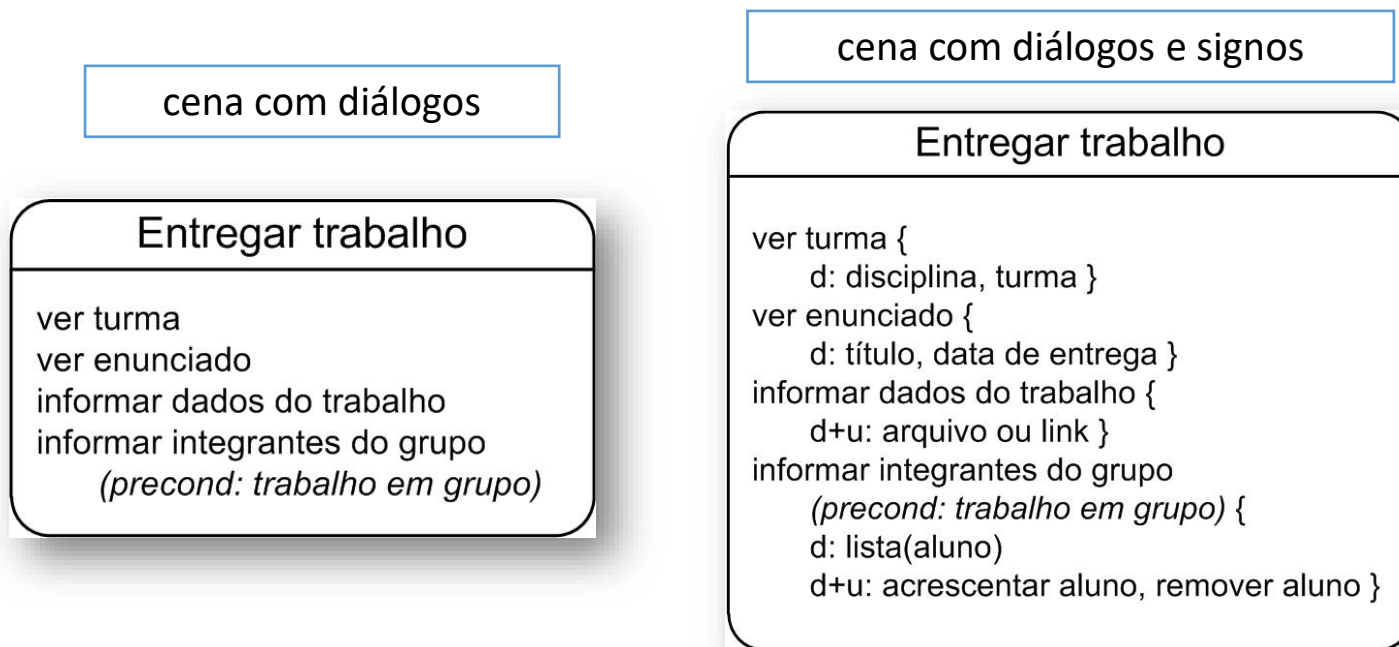 cena com diálogos
Entregar trabalho
ver turma
ver enunciado
informar dados do trabalho
informar integrantes do grupo
(precond: trabalho em grupo)
cena com diálogos e signos
Entregar trabalho
ver turma {
d: disciplina, turma }
ver enunciado {
d: título, data de entrega }
informar dados do trabalho {
d+u: arquivo ou link }
informar integrantes do grupo
(precond: trabalho em grupo) {
d: lista(aluno)
d+u: acrescentar aluno, remover aluno }